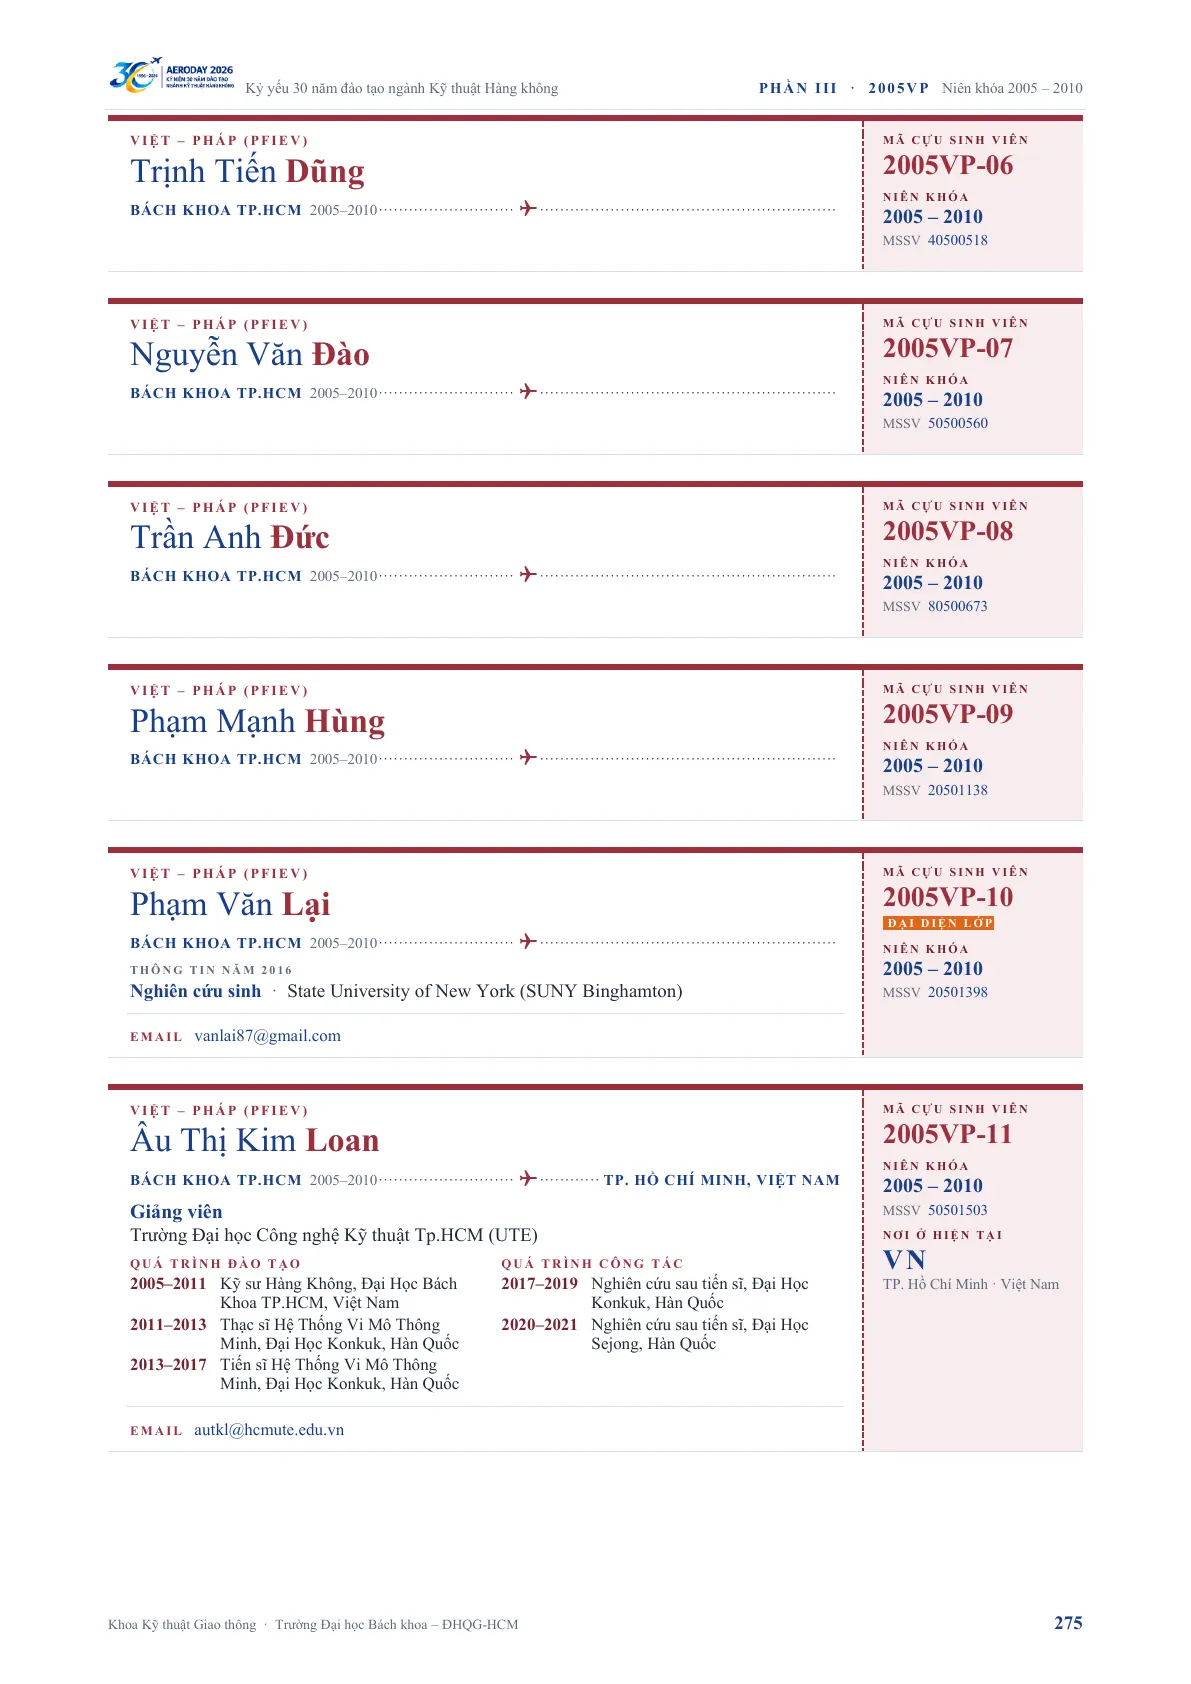 AERODAY 2026
1996 - 2026
KỶ NIỆM 30 NĂM ĐÀO TẠO
NGÀNH KỸ THUẬT HÀNG KHÔNG
Kỷ yếu 30 năm đào tạo ngành Kỹ thuật Hàng không
PHẦN III · 2005VP Niên khóa 2005 – 2010
VIỆT – PHÁP (PFIEV)
Trịnh Tiến Dũng
BÁCH KHOA TP.HCM 2005–2010
MÃ CỰU SINH VIÊN
2005VP-06
NIÊN KHÓA
2005 – 2010
MSSV 40500518
VIỆT – PHÁP (PFIEV)
Nguyễn Văn Đào
BÁCH KHOA TP.HCM 2005–2010
MÃ CỰU SINH VIÊN
2005VP-07
NIÊN KHÓA
2005 – 2010
MSSV 50500560
VIỆT – PHÁP (PFIEV)
Trần Anh Đức
BÁCH KHOA TP.HCM 2005–2010
MÃ CỰU SINH VIÊN
2005VP-08
NIÊN KHÓA
2005 – 2010
MSSV 80500673
VIỆT – PHÁP (PFIEV)
Phạm Mạnh Hùng
BÁCH KHOA TP.HCM 2005–2010
MÃ CỰU SINH VIÊN
2005VP-09
NIÊN KHÓA
2005 – 2010
MSSV 20501138
VIỆT – PHÁP (PFIEV)
Phạm Văn Lại
BÁCH KHOA TP.HCM 2005–2010
THÔNG TIN NĂM 2016
Nghiên cứu sinh · State University of New York (SUNY Binghamton)
EMAIL vanlai87@gmail.com
MÃ CỰU SINH VIÊN
2005VP-10
ĐẠI DIỆN LỚP
NIÊN KHÓA
2005 – 2010
MSSV 20501398
VIỆT – PHÁP (PFIEV)
Âu Thị Kim Loan
BÁCH KHOA TP.HCM 2005–2010 TP. HỒ CHÍ MINH, VIỆT NAM
Giảng viên
Trường Đại học Công nghệ Kỹ thuật Tp.HCM (UTE)
QUÁ TRÌNH ĐÀO TẠO
2005–2011 Kỹ sư Hàng Không, Đại Học Bách
Khoa TP.HCM, Việt Nam
2011–2013 Thạc sĩ Hệ Thống Vi Mô Thông
Minh, Đại Học Konkuk, Hàn Quốc
2013–2017 Tiến sĩ Hệ Thống Vi Mô Thông
Minh, Đại Học Konkuk, Hàn Quốc
QUÁ TRÌNH CÔNG TÁC
2017–2019 Nghiên cứu sau tiến sĩ, Đại Học
Konkuk, Hàn Quốc
2020–2021 Nghiên cứu sau tiến sĩ, Đại Học
Sejong, Hàn Quốc
EMAIL autkl@hcmute.edu.vn
MÃ CỰU SINH VIÊN
2005VP-11
NIÊN KHÓA
2005 – 2010
MSSV 50501503
NƠI Ở HIỆN TẠI
VN
TP. Hồ Chí Minh · Việt Nam
Khoa Kỹ thuật Giao thông · Trường Đại học Bách khoa – ĐHQG-HCM
275